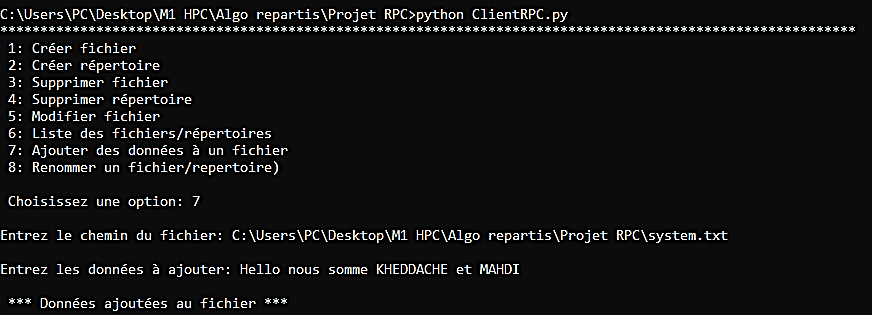 C:\Users\PC\Desktop\M1 HPC\Algo repartis\Projet RPC>python ClientRPC.py
***********************************************************************************************************
1: Créer fichier
2: Créer répertoire
3: Supprimer fichier
4: Supprimer répertoire
5: Modifier fichier
6: Liste des fichiers/répertoires
7: Ajouter des données à un fichier
8: Renommer un fichier/repertoire)
Choisissez une option: 7
Entrez le chemin du fichier: C:\Users\PC\Desktop\M1 HPC\Algo repartis\Projet RPC\system.txt
Entrez les données à ajouter: Hello nous somme KHEDDACHE et MAHDI
*** Données ajoutées au fichier ***